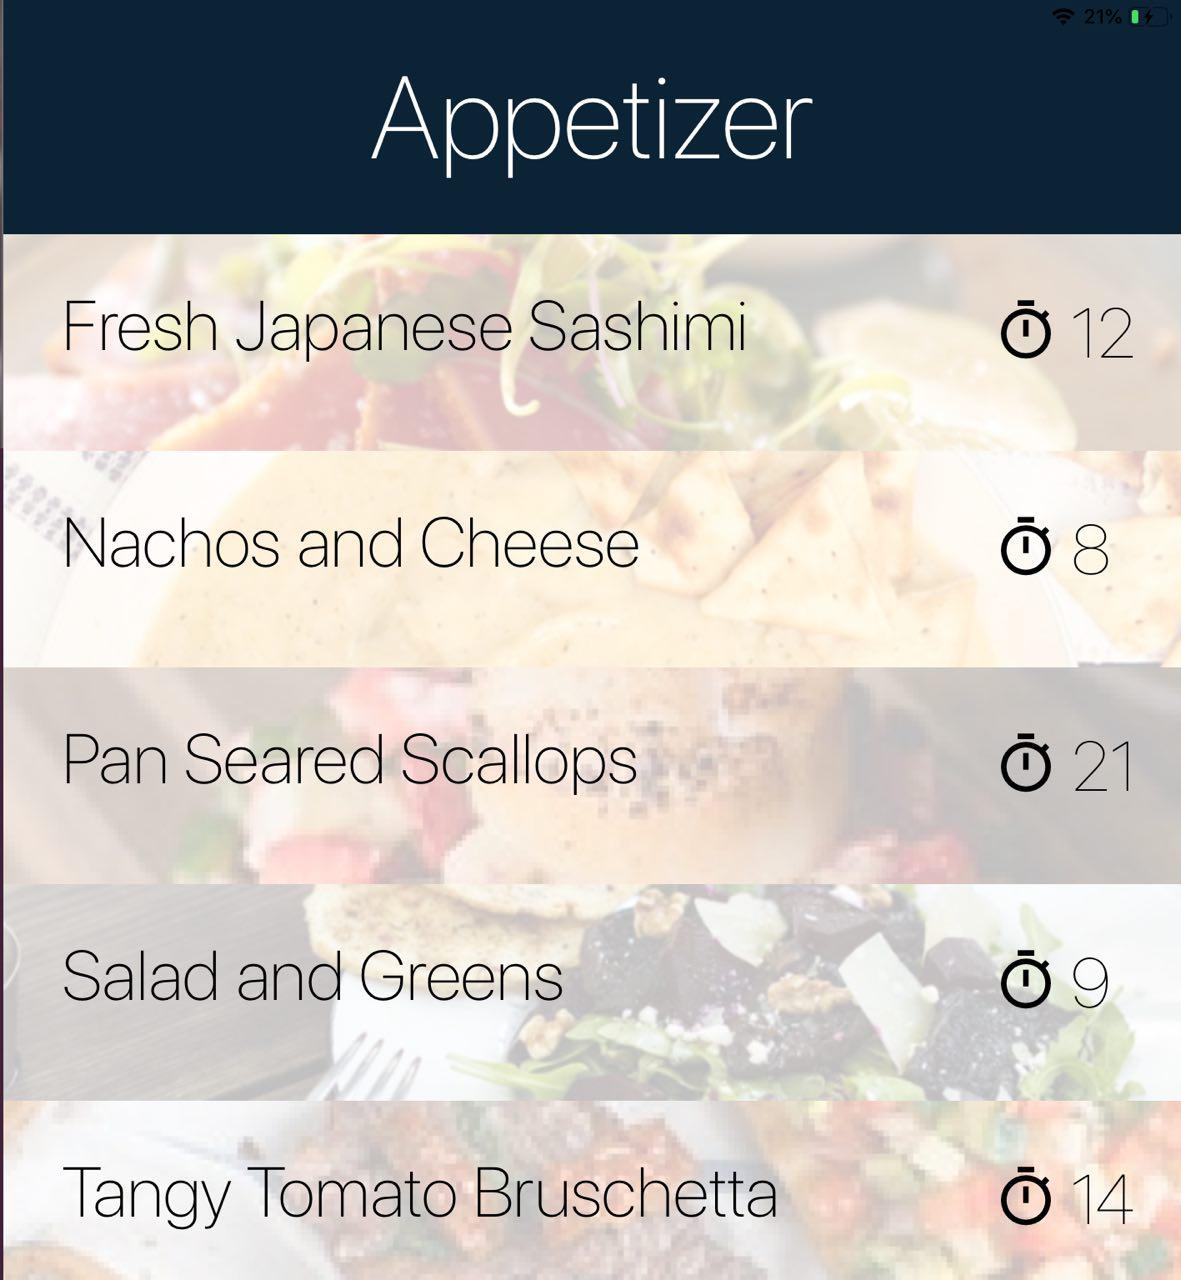 21%
Appetizer
Fresh Japanese Sashimi 12
Nachos and Cheese 8
Pan Seared Scallops 21
Salad and Greens 9
Tangy Tomato Bruschetta 14